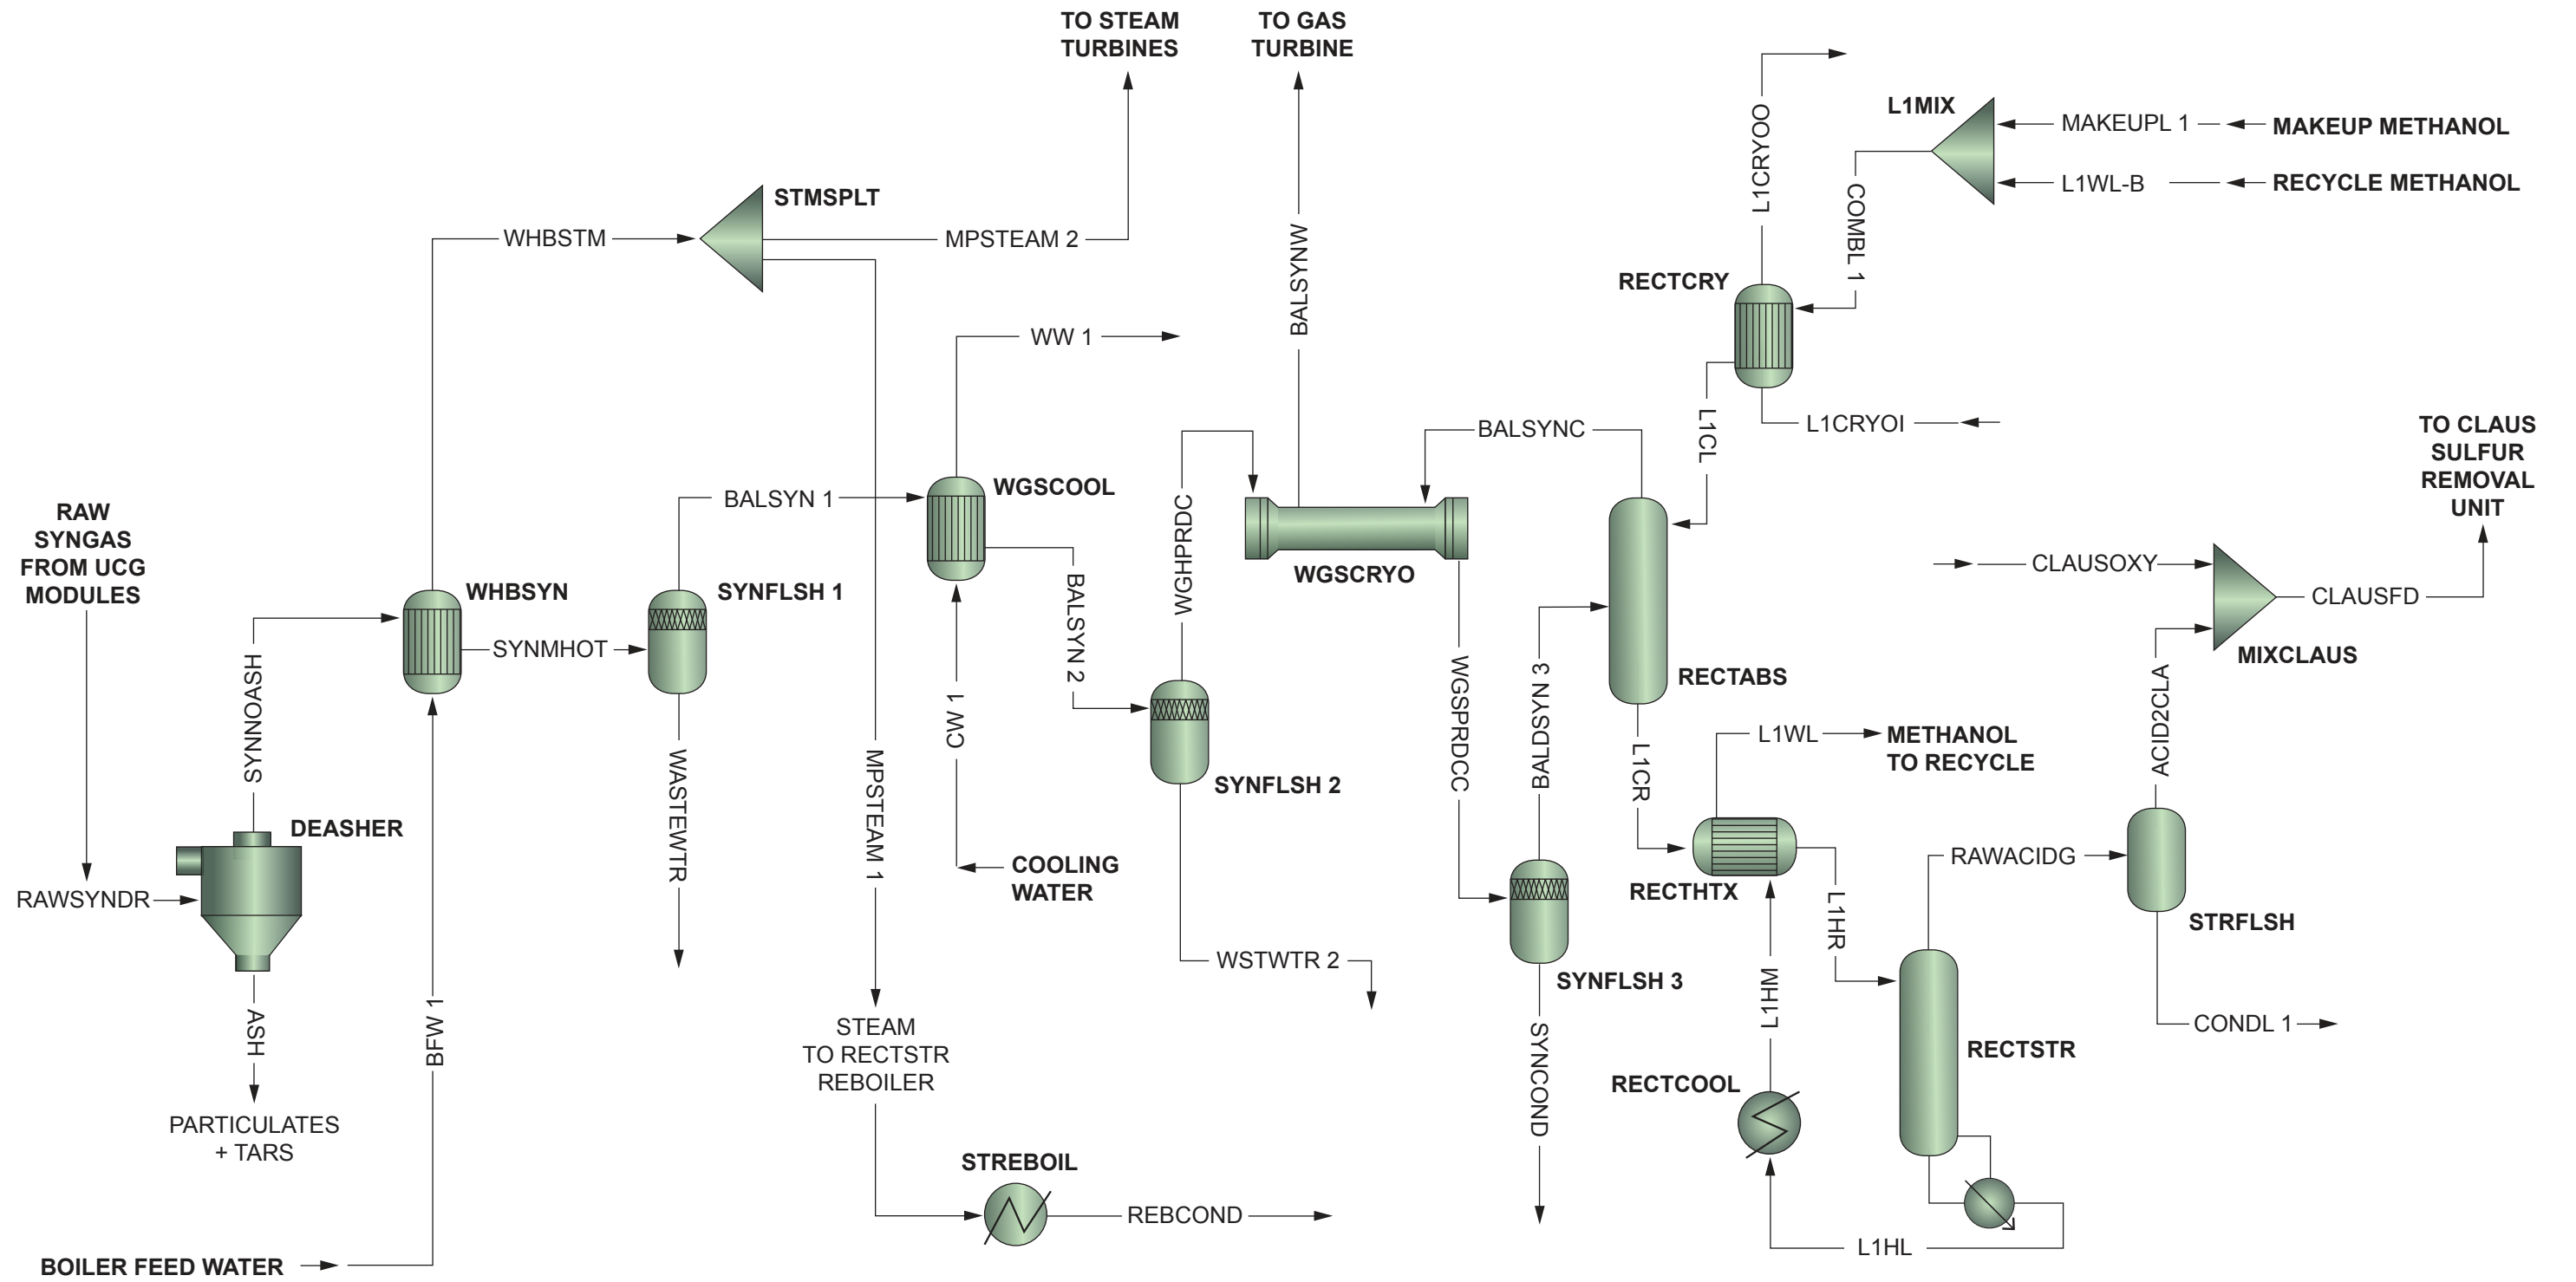 TO STEAM
TURBINES
TO GAS
TURBINE
L1CRYOO
L1MIX
MAKEUPL 1
MAKEUP METHANOL
L1WL-B
RECYCLE METHANOL
COMBL 1
STMSPLT
WHBSTM
MPSTEAM 2
BALSYNW
RECTCRY
WW 1
L1CL
L1CRYOI
BALSYNC
TO CLAUS
SULFUR
REMOVAL
UNIT
RAW
SYNGAS
FROM UCG
MODULES
BALSYN 1
WGSCOOL
WGHPRDC
WGSCRYO
CLAUSOXY
CLAUSFD
MIXCLAUS
WHBSYN
SYNFLSH 1
SYNMHOT
BALSYN 2
SYNNOASH
CW 1
WGSPRDCC
BALDSYN 3
RECTABS
ACID2CLA
WASTEWTR
MPSTEAM 1
SYNFLSH 2
L1CR
L1WL
METHANOL
TO RECYCLE
DEASHER
RAWSYNDR
COOLING
WATER
RECTHTX
L1HR
RAWACIDG
STRFLSH
WSTWTR 2
SYNFLSH 3
L1HM
ASH
BFW 1
STEAM
TO RECTSTR
REBOILER
SYNCOND
CONDL 1
RECTSTR
RECTCOOL
PARTICULATES
+ TARS
STREBOIL
REBCOND
L1HL
BOILER FEED WATER